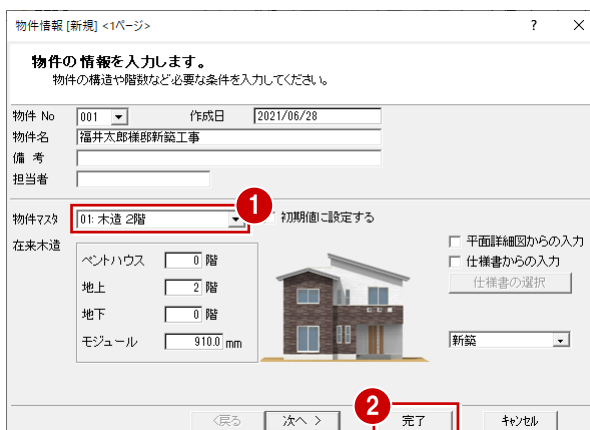 物件情報 [新規] <1ページ> ? ×
物件の情報を入力します。
物件の構造や階数など必要な条件を入力してください。
物件 No 001 作成日 2021/06/28
物件名 福井太郎様邸新築工事
備 考
担当者
1
物件マスタ 01: 木造 2階 初期値に設定する
在来木造
平面詳細図からの入力
ペントハウス 0 階
仕様書からの入力
仕様書の選択
地上 2 階
地下 0 階
モジュール 910.0 mm
新築
2
<戻る 次へ > 完了 キャンセル